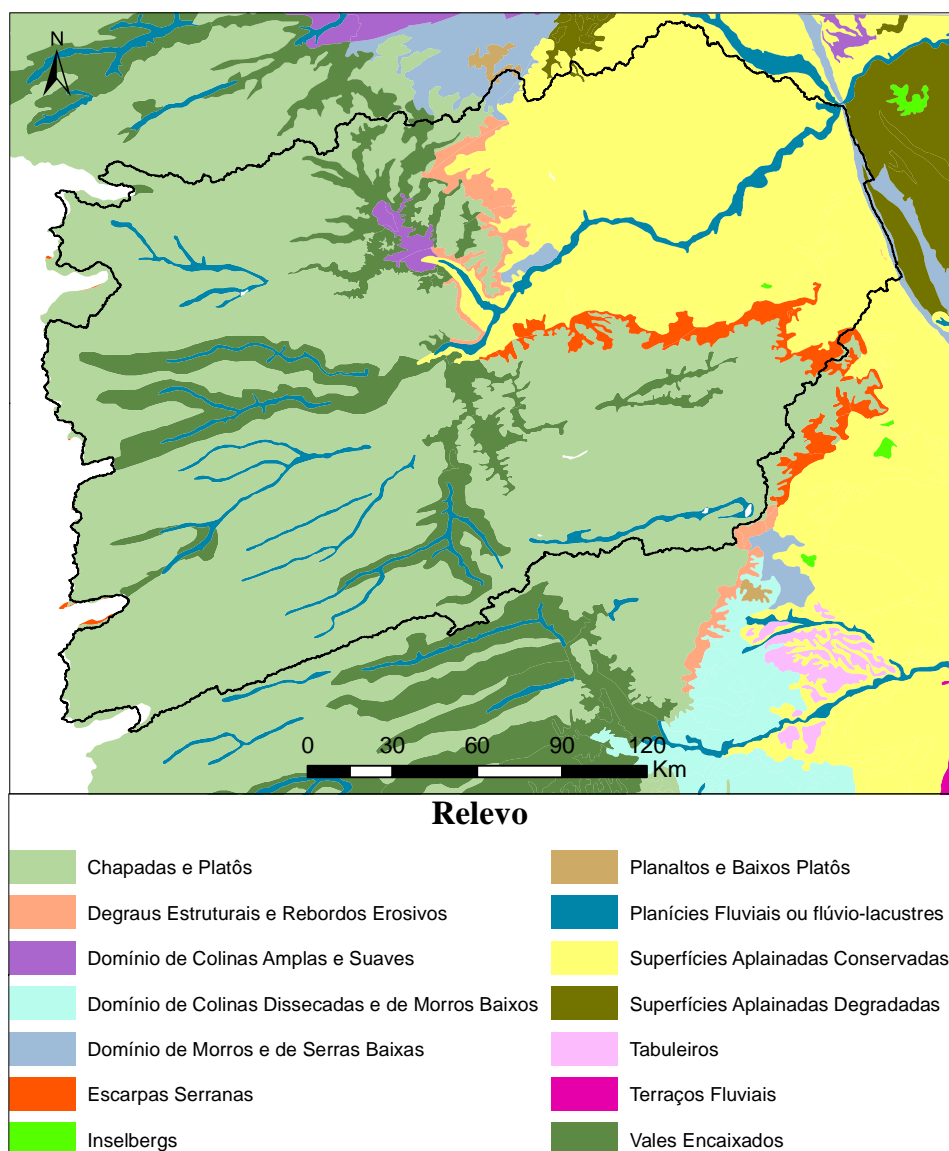 N
0 30 60 90 120
Km
Relevo
Chapadas e Platôs
Degraus Estruturais e Rebordos Erosivos
Domínio de Colinas Amplas e Suaves
Domínio de Colinas Dissecadas e de Morros Baixos
Domínio de Morros e de Serras Baixas
Escarpas Serranas
Inselbergs
Planaltos e Baixos Platôs
Planícies Fluviais ou flúvio-lacustres
Superfícies Aplainadas Conservadas
Superfícies Aplainadas Degradadas
Tabuleiros
Terraços Fluviais
Vales Encaixados